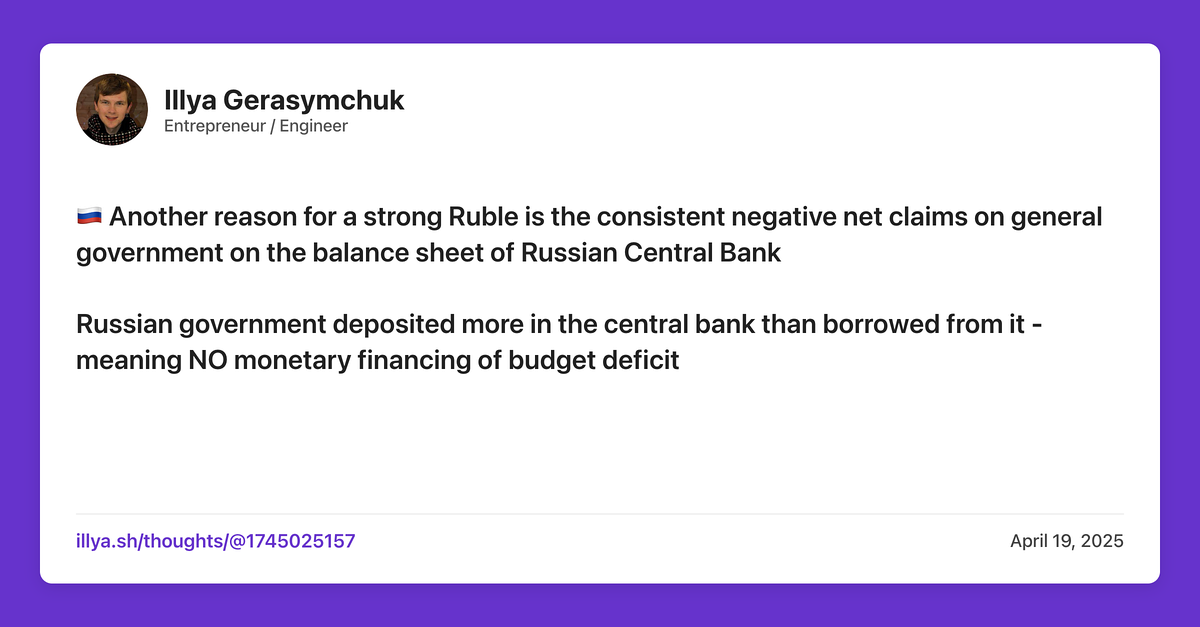 Illya Gerasymchuk
Entrepreneur / Engineer
🇷🇺 Another reason for a strong Ruble is the consistent negative net claims on general
government on the balance sheet of Russian Central Bank
Russian government deposited more in the central bank than borrowed from it -
meaning NO monetary financing of budget deficit
illya.sh/thoughts/@1745025157
April 19, 2025